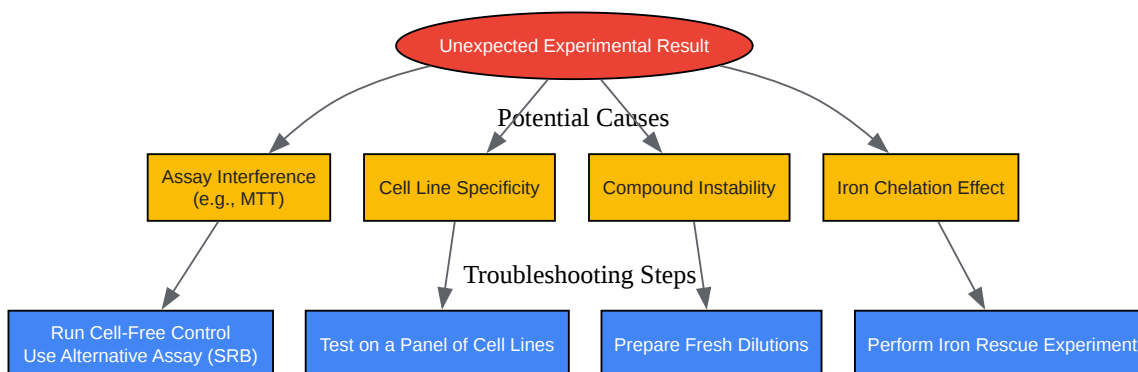 Unexpected Experimental Result
Potential Causes
Assay Interference
(e.g., MTT)
Cell Line Specificity
Compound Instability
Iron Chelation Effect
Troubleshooting Steps
Run Cell-Free Control
Use Alternative Assay (SRB)
Test on a Panel of Cell Lines
Prepare Fresh Dilutions
Perform Iron Rescue Experiment